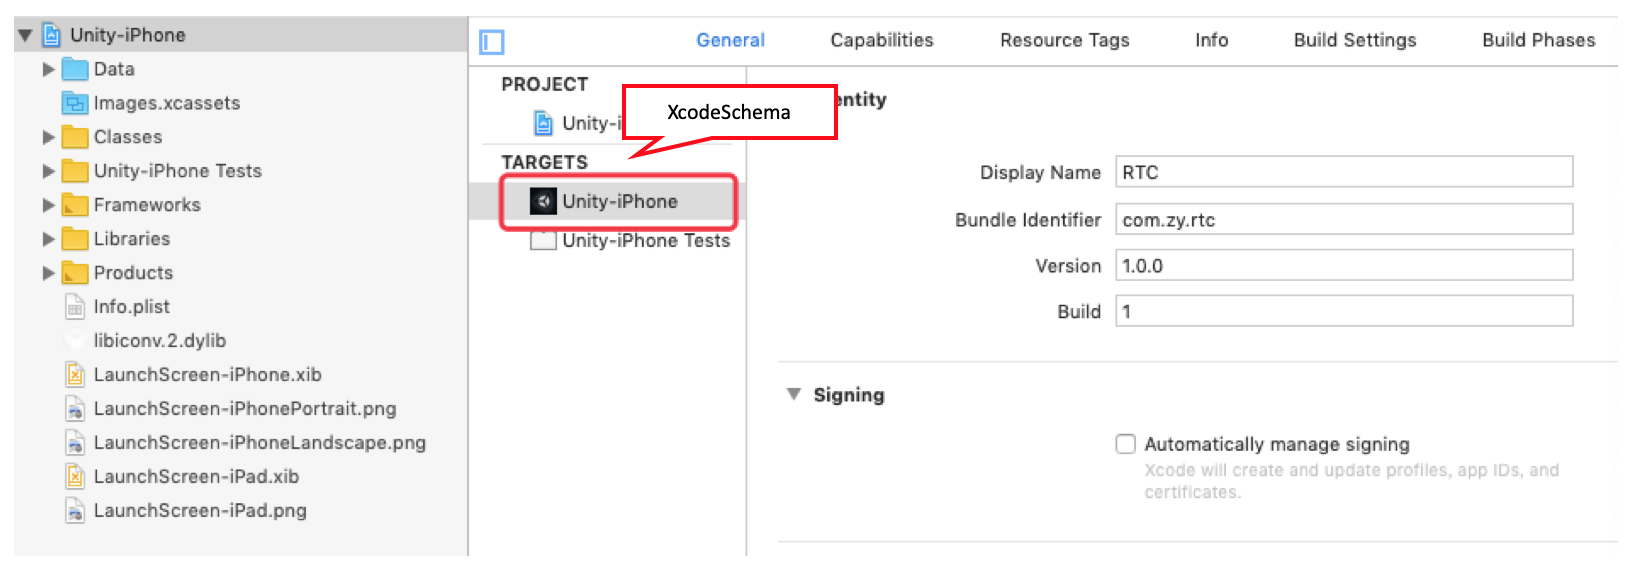 Unity-iPhone
Data
Images.xcassets
Classes
Unity-iPhone Tests
Frameworks
Libraries
Products
Info.plist
libiconv.2.dylib
LaunchScreen-iPhone.xib
LaunchScreen-iPhonePortrait.png
LaunchScreen-iPhoneLandscape.png
LaunchScreen-iPad.xib
LaunchScreen-iPad.png
General Capabilities Resource Tags Info Build Settings Build Phases
PROJECT
Unity-i
XcodeSchema
TARGETS
Unity-iPhone
Unity-iPhone Tests
entity
Display Name RTC
Bundle Identifier com.zy.rtc
Version 1.0.0
Build 1
Signing
Automatically manage signing
Xcode will create and update profiles, app IDs, and
certificates.